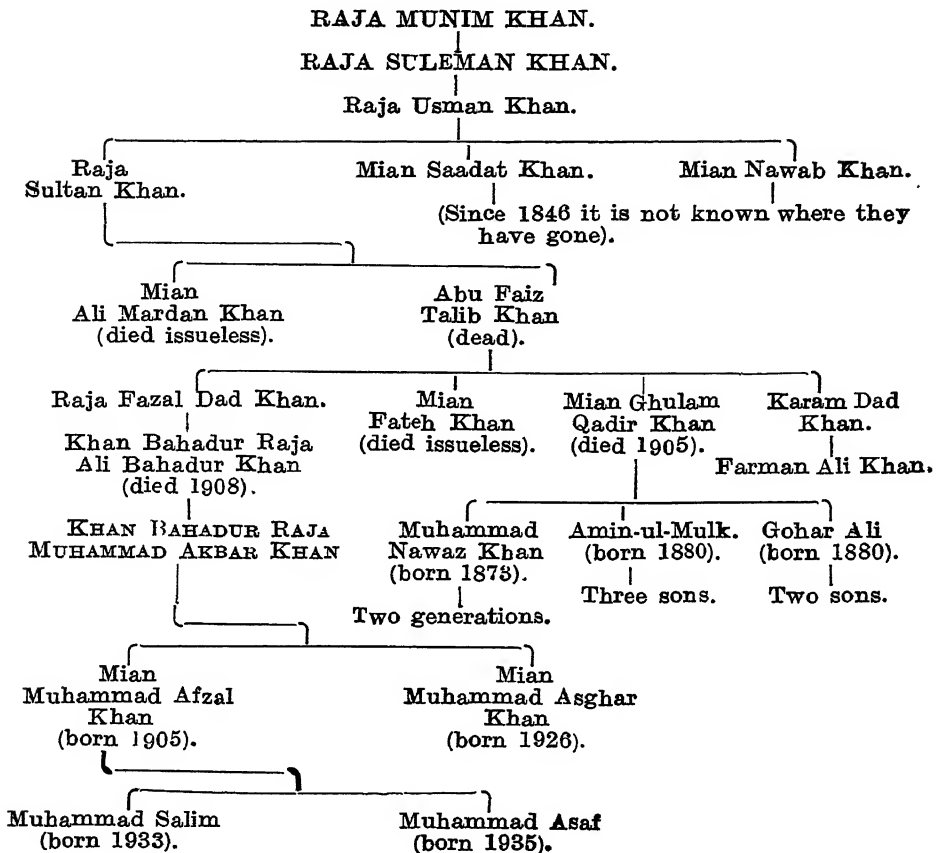 RAJA MUNIM KHAN.
RAJA SULEMAN KHAN.
Raja Usman Khan.
Raja
Sultan Khan.
Mian Saadat Khan.
Mian Nawab Khan.
(Since 1846 it is not known where they
have gone).
Mian
Ali Mardan Khan
(died issueless).
Abu Faiz
Talib Khan
(dead).
Raja Fazal Dad Khan.
Khan Bahadur Raja
Ali Bahadur Khan
(died 1908).
KHAN BAHADUR RAJA
MUHAMMAD AKBAR KHAN
Mian
Fateh Khan
(died issueless).
Mian Ghulam
Qadir Khan
(died 1905).
Karam Dad
Khan.
Farman Ali Khan.
Muhammad
Nawaz Khan
(born 1873).
Two generations.
Amin-ul-Mulk.
(born 1880).
Three sons.
Gohar Ali
(born 1880).
Two sons.
Mian
Muhammad Afzal
Khan
(born 1905).
Mian
Muhammad Asghar
Khan
(born 1926).
Muhammad Salim
(born 1933).
Muhammad Asaf
(born 1935).